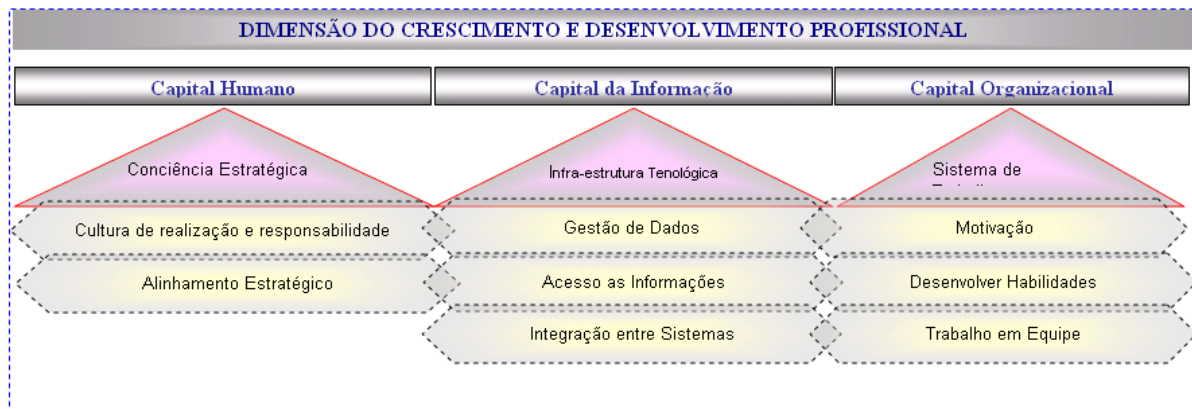 DIMENSÃO DO CRESCIMENTO E DESENVOLVIMENTO PROFISSIONAL
Capital Humano
Capital da Informação
Capital Organizacional
Conciência Estratégica
Infra-estrutura Tenológica
Sistema de
Cultura de realização e responsabilidade
Gestão de Dados
Motivação
Alinhamento Estratégico
Acesso as Informações
Desenvolver Habilidades
Integração entre Sistemas
Trabalho em Equipe